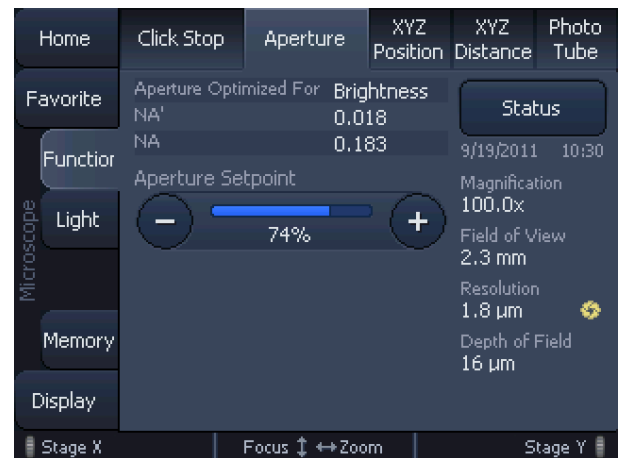 Home
Click Stop
Aperture
XYZ
Position
XYZ
Distance
Photo
Tube
Favorite
Function
Light
Microscope
Memory
Display
Aperture Optimized For Brightness
NA' 0.018
NA 0.183
Aperture Setpoint
− 74% +
Status
9/19/2011 10:30
Magnification
100.0x
Field of View
2.3 mm
Resolution
1.8 µm
Depth of Field
16 µm
Stage X
Focus ↕ ↔ Zoom
Stage Y